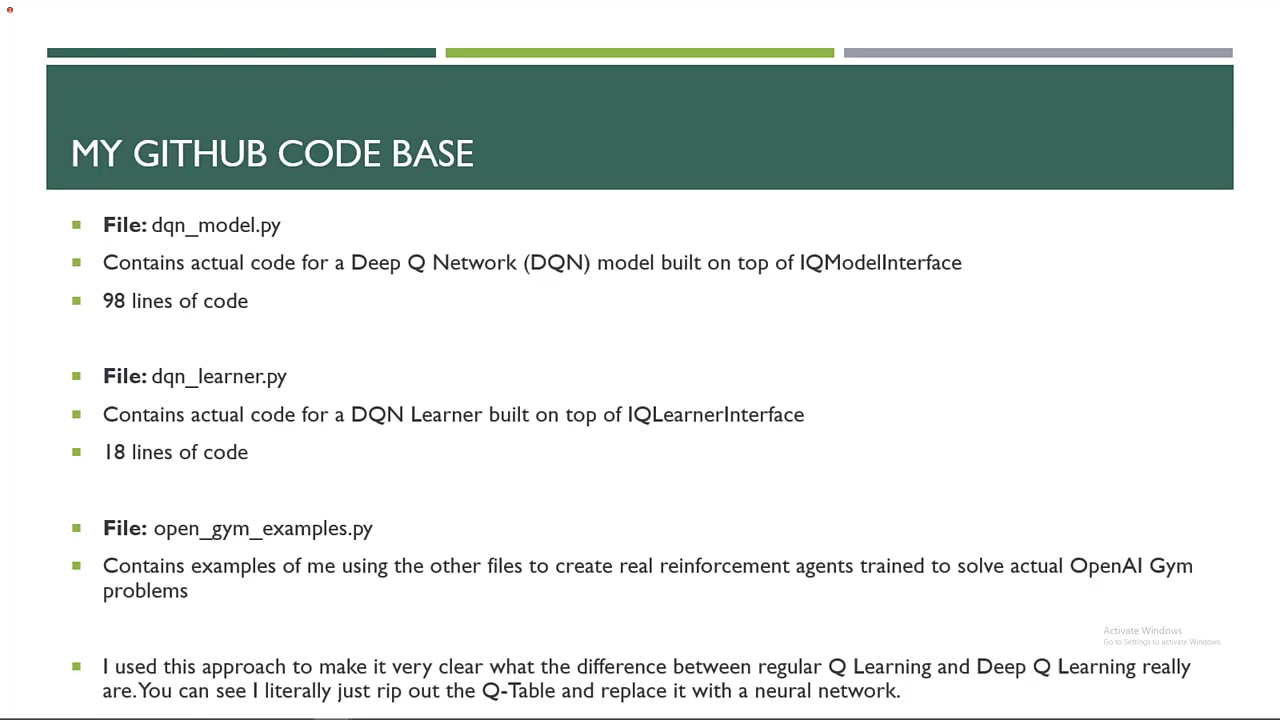 MY GITHUB CODE BASE
File: dqn_model.py
Contains actual code for a Deep Q Network (DQN) model built on top of IQModelInterface
98 lines of code
File: dqn_learner.py
Contains actual code for a DQN Learner built on top of IQLearnerInterface
18 lines of code
File: open_gym_examples.py
Contains examples of me using the other files to create real reinforcement agents trained to solve actual OpenAI Gym
problems
Activate Windows
Go to Settings to activate Windows.
I used this approach to make it very clear what the difference between regular Q Learning and Deep Q Learning really
are. You can see I literally just rip out the Q-Table and replace it with a neural network.